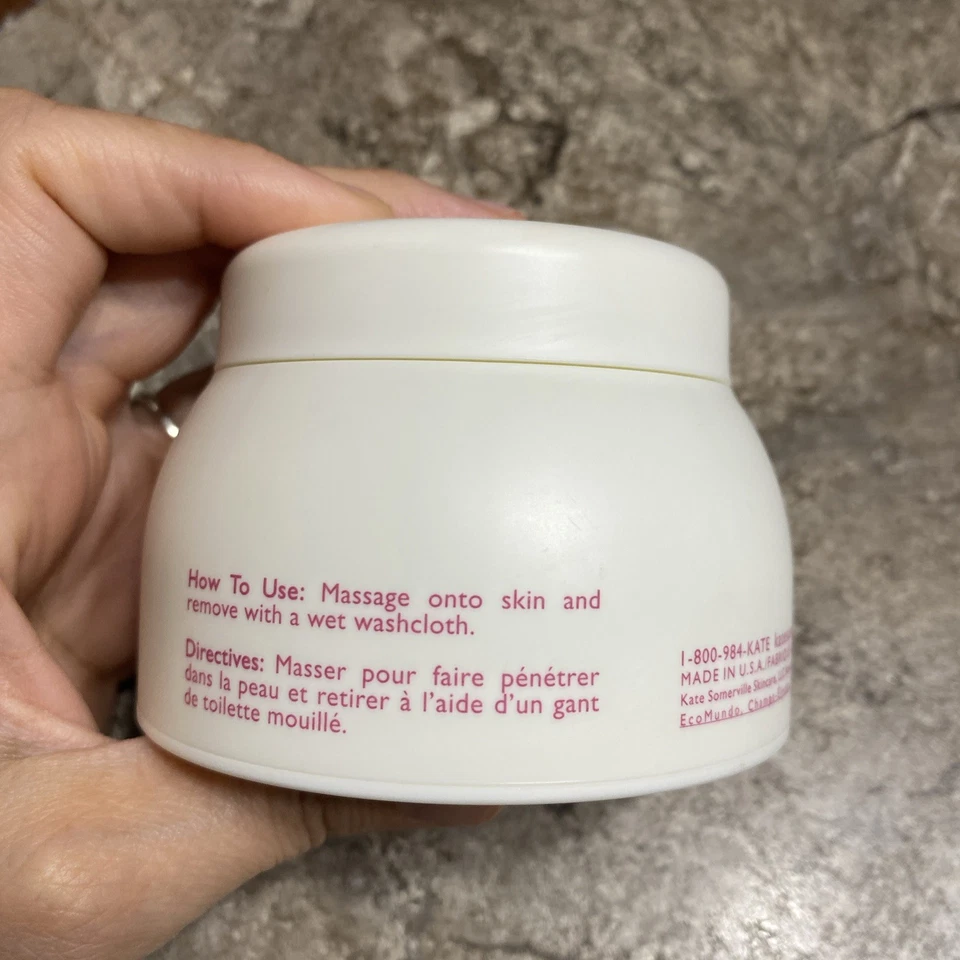 How To Use: Massage onto skin and
remove with a wet washcloth.
Directives: Masser pour faire pénétrer
dans la peau et retirer à l'aide d'un gant
de toilette mouillé.
1-800-984-KATE
MADE IN U.S.A./
Kate Somerville Skincare,
EcoMundo,